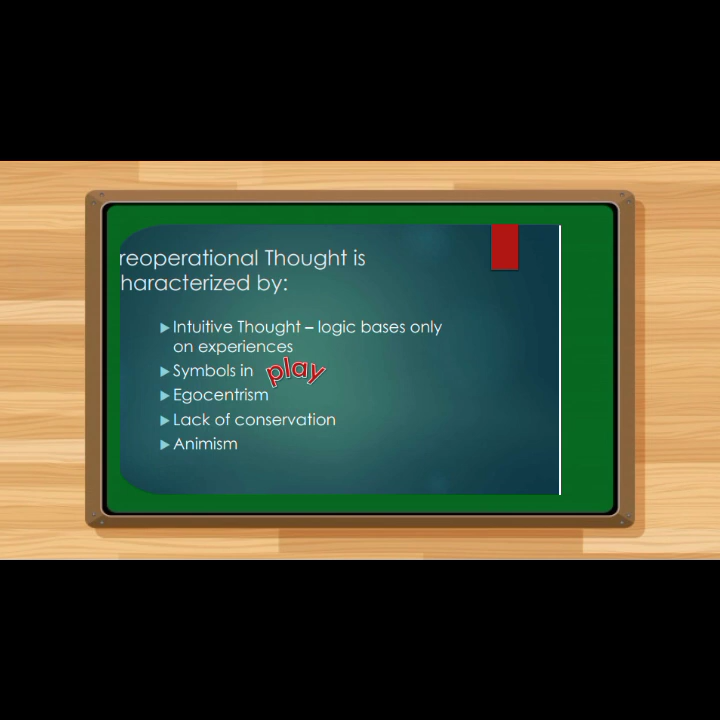 reoperational Thought is
haracterized by:
Intuitive Thought – logic bases only
on experiences
Symbols in play
Egocentrism
Lack of conservation
Animism